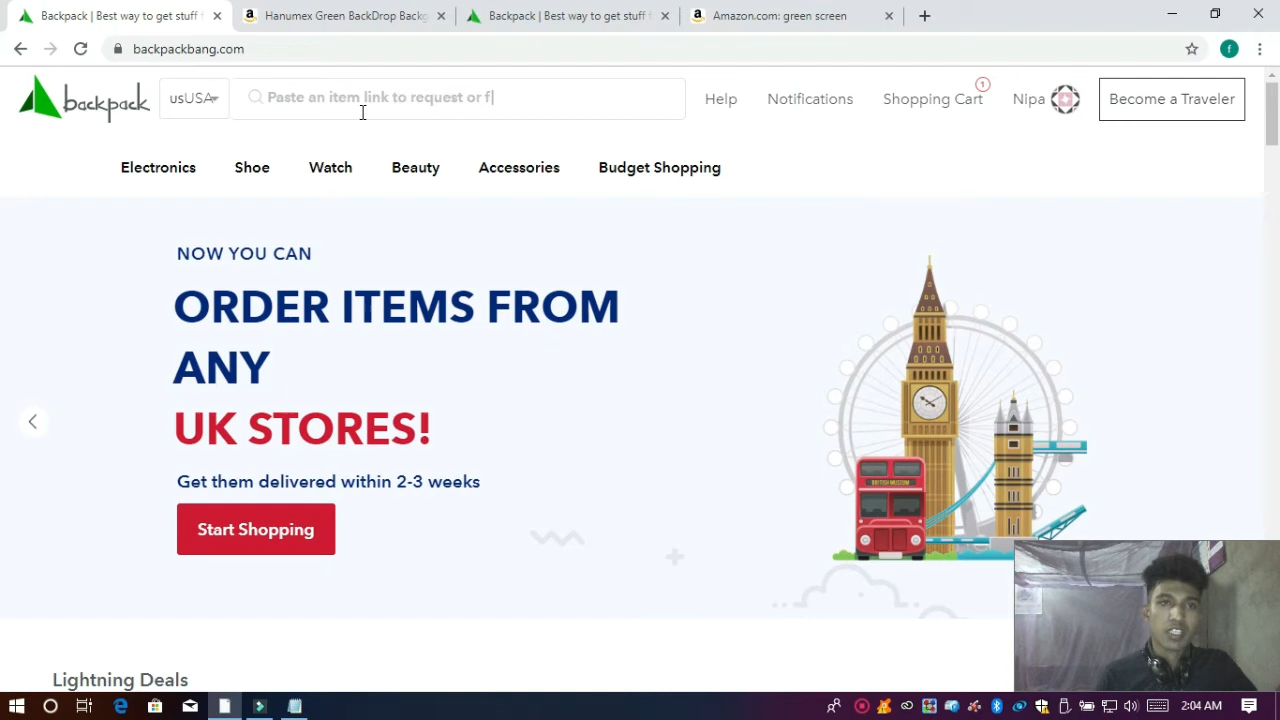 Backpack | Best way to get stuff f
Hanumex Green BackDrop Backg
Backpack | Best way to get stuff f
Amazon.com: green screen
backpackbang.com
f
backpack
usUSA
Paste an item link to request or f
Help
Notifications
Shopping Cart
1
Nipa
Become a Traveler
Electronics
Shoe
Watch
Beauty
Accessories
Budget Shopping
NOW YOU CAN
ORDER ITEMS FROM
ANY
UK STORES!
Get them delivered within 2-3 weeks
Start Shopping
BRITISH MUSEUM
Lightning Deals
2:04 AM